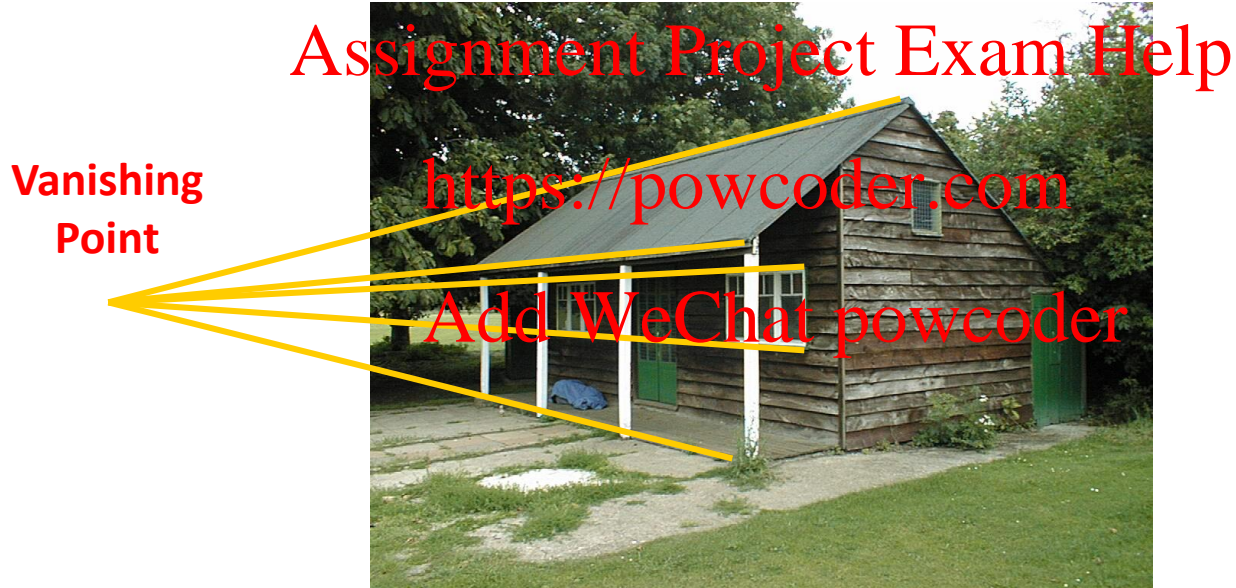 Assignment Project Exam Help
https://powcoder.com
Vanishing
Point
Add WeChat powcoder